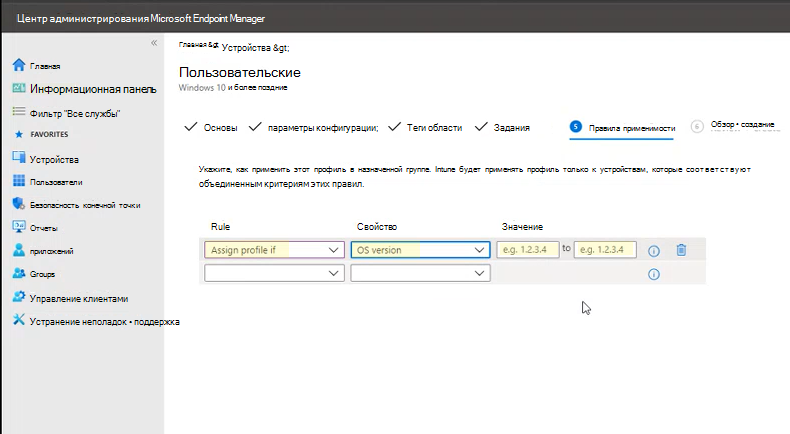 Центр администрирования Microsoft Endpoint Manager
«
Главная &gt; Устройства &gt;
Главная
Пользовательские
Информационная панель
Windows 10 и более поздние
Фильтр "Все службы"
FAVORITES
Устройства
Пользователи
Безопасность конечной точки
Отчеты
приложений
Groups
Управление клиентами
Устранение неполадок • поддержка
Основы
параметры конфигурации;
Теги области
Задания
5 Правила применимости
6 Обзор • создание
Укажите, как применить этот профиль в назначенной группе. Intune будет применять профиль только к устройствам, которые соответствуют
объединенным критериям этих правил.
Rule Свойство Значение
Assign profile if OS version e.g. 1.2.3.4 to e.g. 1.2.3.4